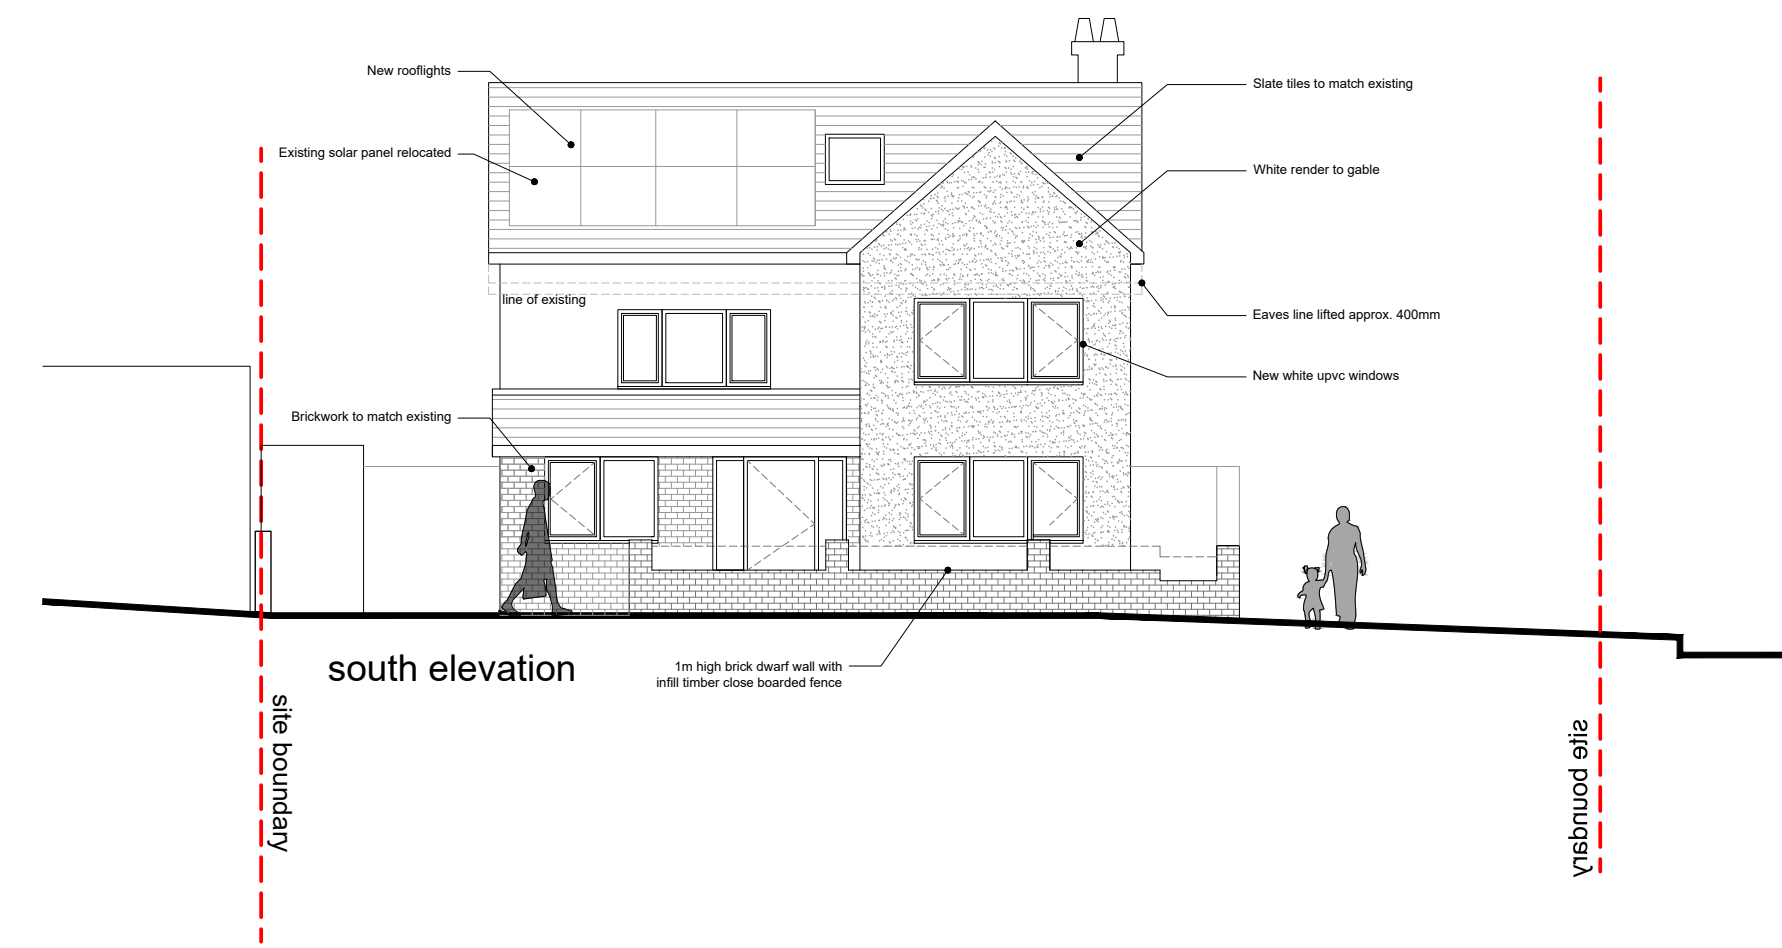 New rooflights
Existing solar panel relocated
Slate tiles to match existing
White render to gable
line of existing
Eaves line lifted approx. 400mm
New white upvc windows
Brickwork to match existing
south elevation
1m high brick dwarf wall with
infill timber close boarded fence
site boundary
site boundary